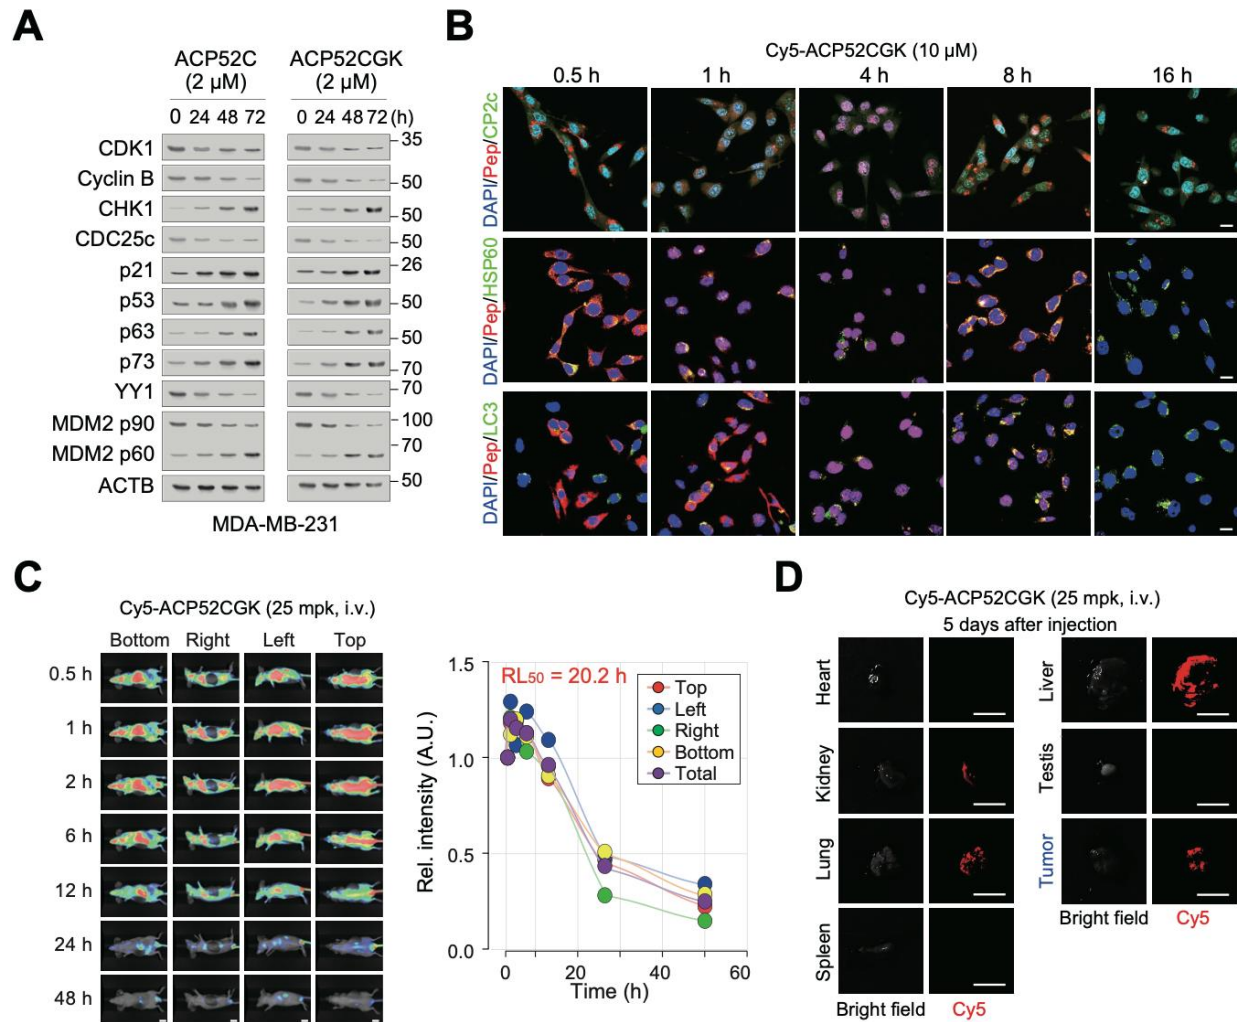 A
ACP52C (2 µM)
ACP52CGK (2 µM)
0 24 48 72 (h)
0 24 48 72
CDK1
Cyclin B
CHK1
CDC25c
p21
p53
p63
p73
YY1
MDM2 p90
MDM2 p60
ACTB
35
50
50
50
26
50
50
70
70
100
70
50
MDA-MB-231
B
Cy5-ACP52CGK (10 µM)
0.5 h 1 h 4 h 8 h 16 h
DAPI/Pep/CP2c
DAPI/Pep/HSP60
DAPI/Pep/LC3
C
Cy5-ACP52CGK (25 mpk, i.v.)
Bottom Right Left Top
0.5 h
1 h
2 h
6 h
12 h
24 h
48 h
Rel. intensity (A.U.)
1.5
1.0
0.5
0.0
RL50 = 20.2 h
Top
Left
Right
Bottom
Total
0 20 40 60
Time (h)
D
Cy5-ACP52CGK (25 mpk, i.v.)
5 days after injection
Heart
Kidney
Lung
Spleen
Bright field Cy5
Liver
Testis
Tumor
Bright field Cy5